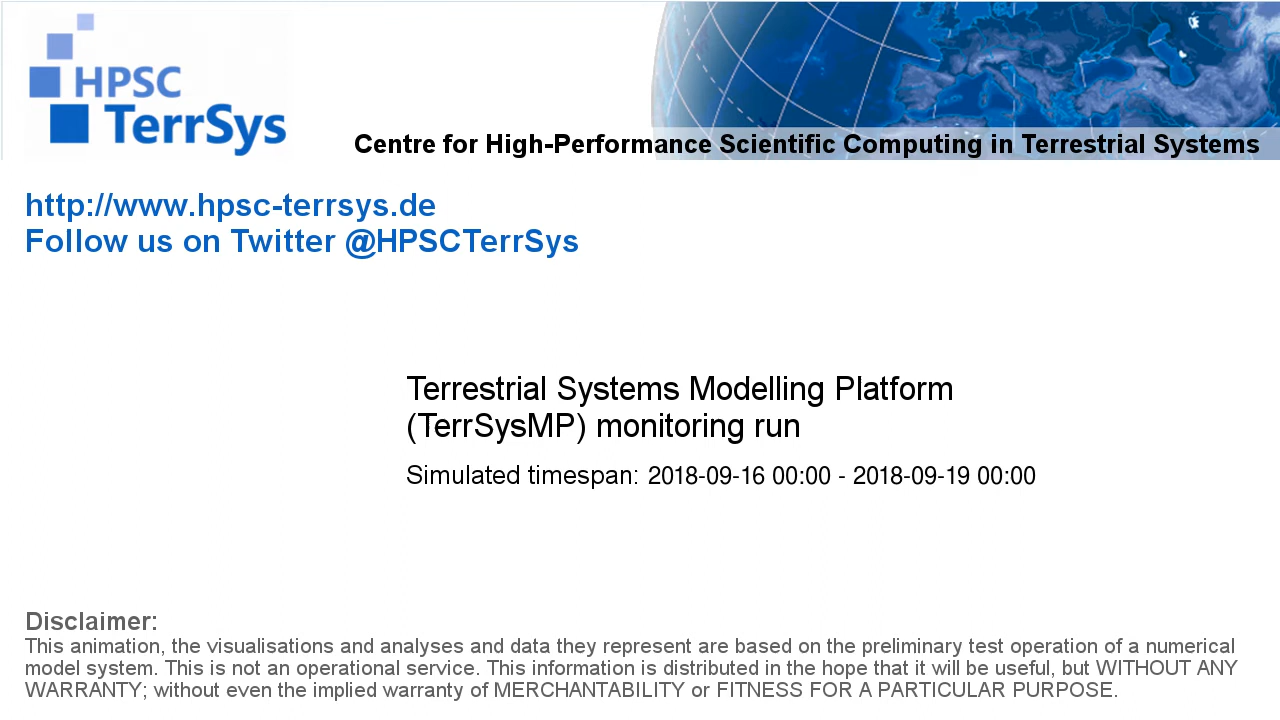 HPSC
TerrSys
Centre for High-Performance Scientific Computing in Terrestrial Systems
http://www.hpsc-terrsys.de
Follow us on Twitter @HPSCTerrSys
Terrestrial Systems Modelling Platform
(TerrSysMP) monitoring run
Simulated timespan: 2018-09-16 00:00 - 2018-09-19 00:00
Disclaimer:
This animation, the visualisations and analyses and data they represent are based on the preliminary test operation of a numerical
model system. This is not an operational service. This information is distributed in the hope that it will be useful, but WITHOUT ANY
WARRANTY; without even the implied warranty of MERCHANTABILITY or FITNESS FOR A PARTICULAR PURPOSE.